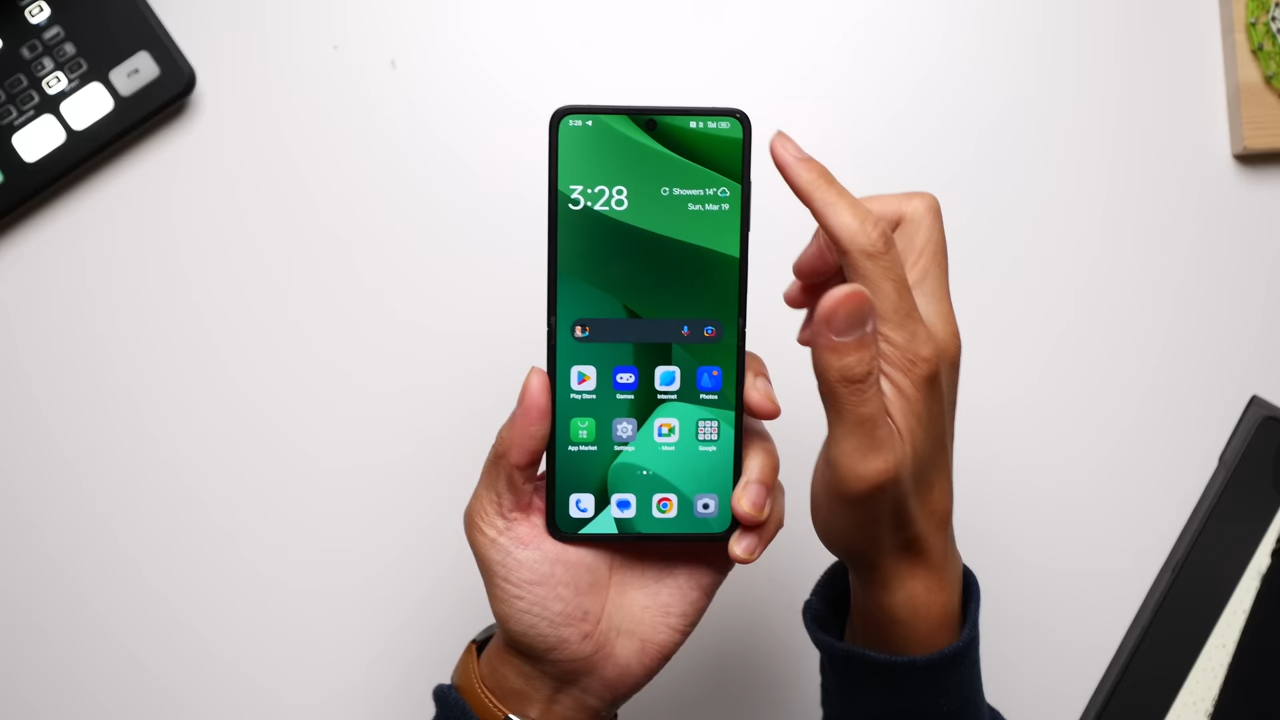 3:28
3:28
Showers 14°
Sun, Mar 19
Play Store
Games
Internet
Photos
App Market
Settings
Meet
Google